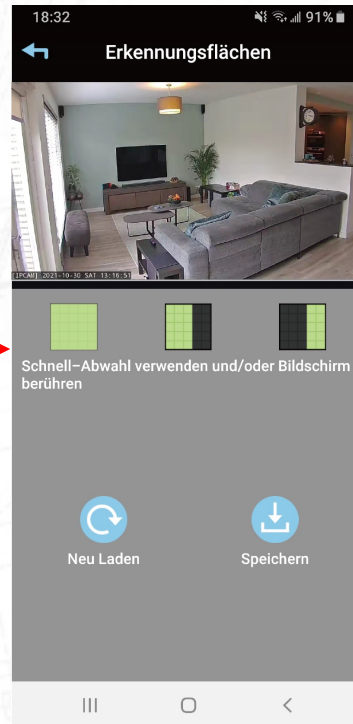 18:32
91%
Erkennungsflächen
[IPCAM] 2021-10-30 SAT 13:16:51
Schnell-Abwahl verwenden und/oder Bildschirm
berühren
Neu Laden
Speichern